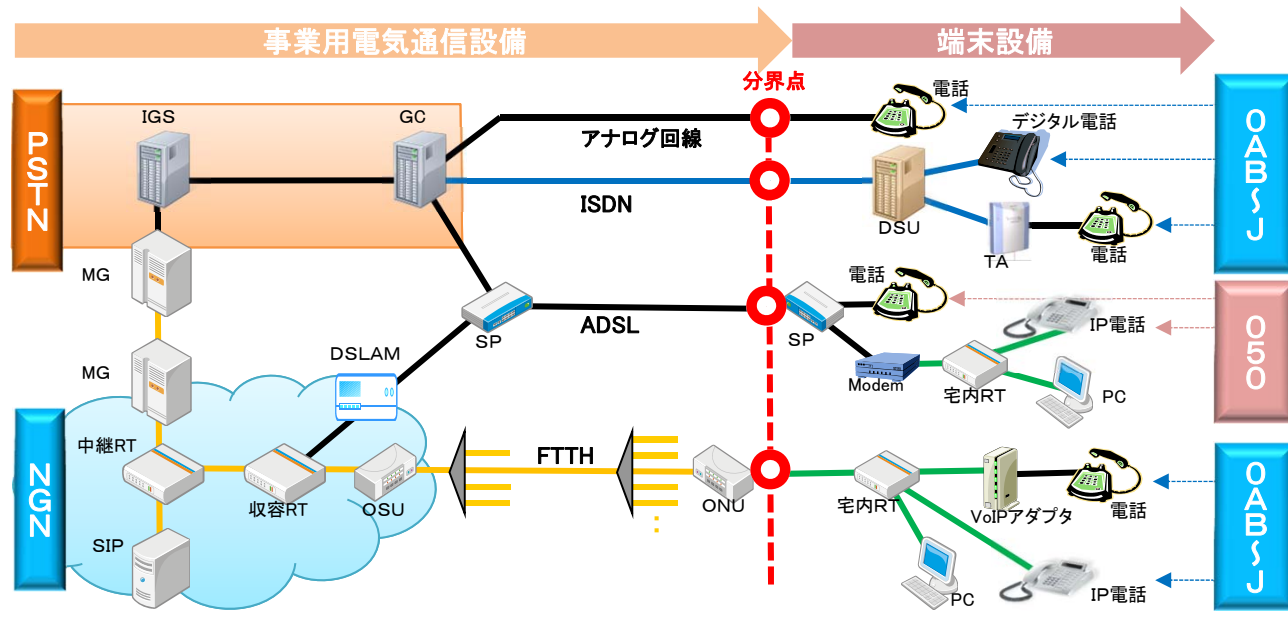 事業用電気通信設備
端末設備
分界点
PSTN
IGS
GC
アナログ回線
電話
デジタル電話
0AB~J
ISDN
DSU
TA
電話
MG
SP
ADSL
SP
電話
IP電話
050
MG
DSLAM
Modem
宅内RT
PC
NGN
中継RT
収容RT
OSU
FTTH
ONU
宅内RT
VoIPアダプタ
電話
0AB~J
SIP
PC
IP電話